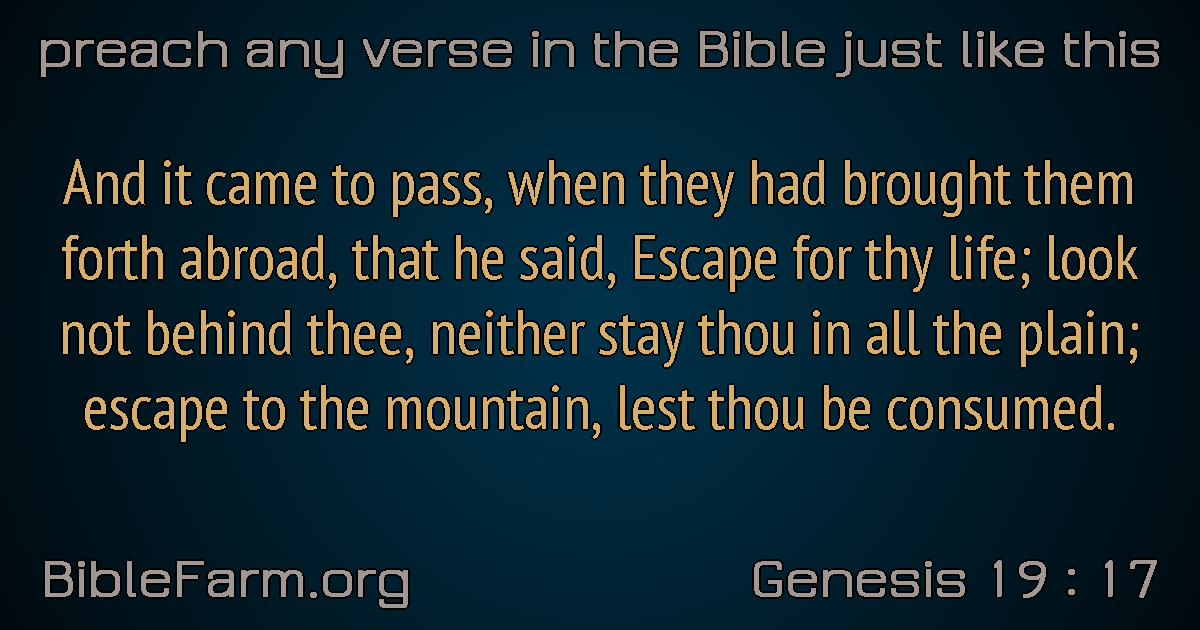 preach any verse in the Bible just like this
And it came to pass, when they had brought them
forth abroad, that he said, Escape for thy life; look
not behind thee, neither stay thou in all the plain;
escape to the mountain, lest thou be consumed.
BibleFarm.org
Genesis 19 : 17